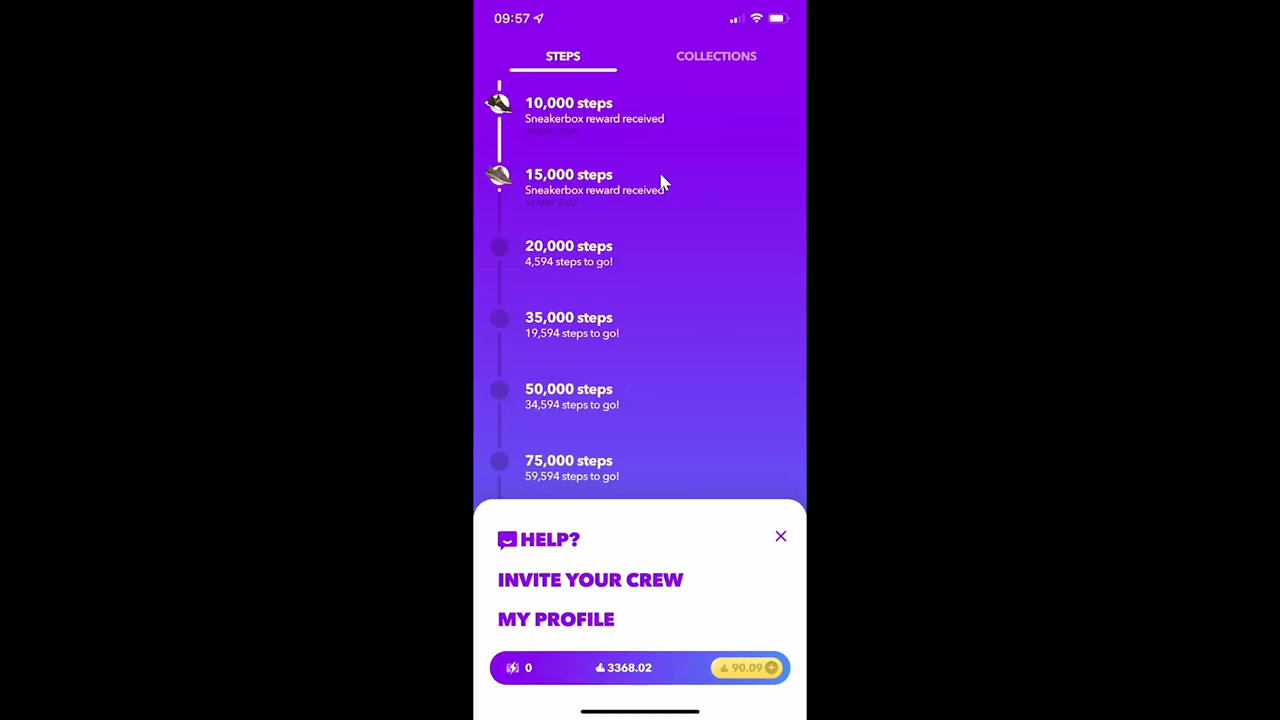 09:57
STEPS
COLLECTIONS
10,000 steps
Sneakerbox reward received
15,000 steps
Sneakerbox reward received
20,000 steps
4,594 steps to go!
35,000 steps
19,594 steps to go!
50,000 steps
34,594 steps to go!
75,000 steps
59,594 steps to go!
HELP?
INVITE YOUR CREW
MY PROFILE
0
3368.02
90.09